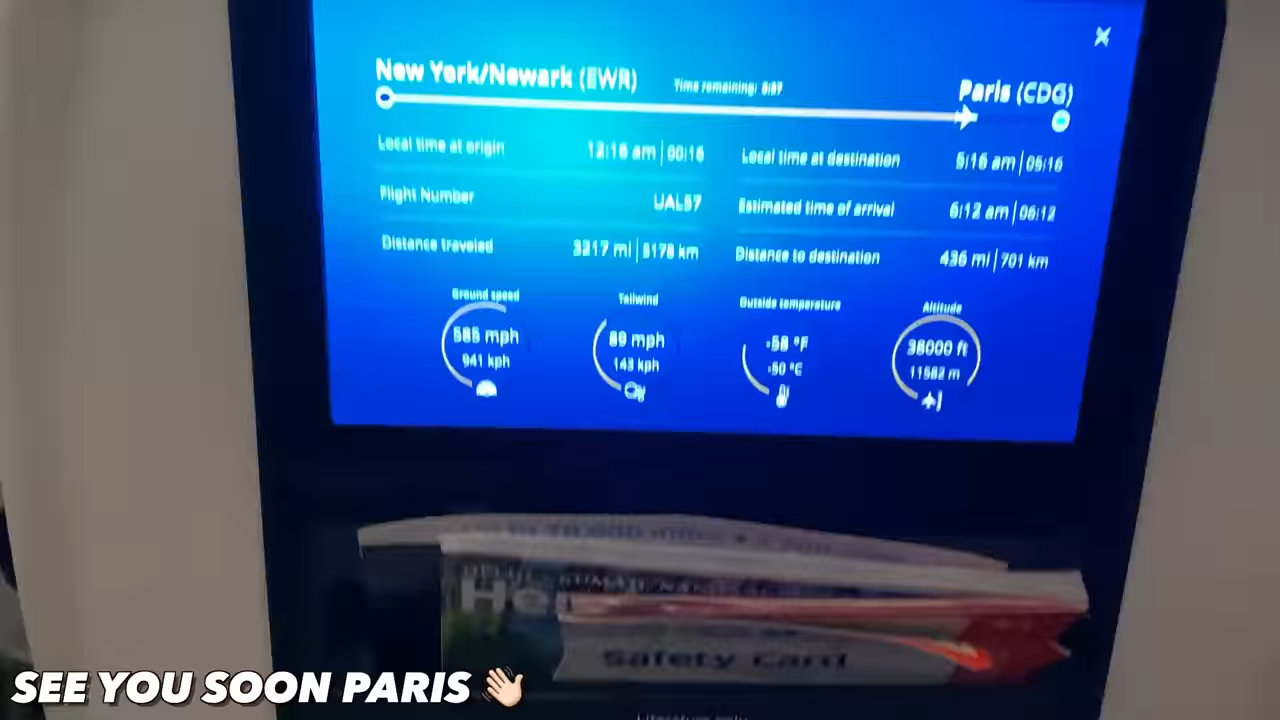 New York/Newark (EWR)
Time remaining: 0:57
Paris (CDG)
Local time at origin 12:16 am | 00:16
Local time at destination 5:16 am | 05:16
Flight Number UAL57
Estimated time of arrival 6:12 am | 06:12
Distance traveled 3217 mi | 5178 km
Distance to destination 436 mi | 701 km
Ground speed
Tailwind
Outside temperature
Altitude
585 mph
89 mph
-58 °F
38000 ft
941 kph
143 kph
-50 °C
11582 m
Safety Card
Literature only
SEE YOU SOON PARIS 👋🏻